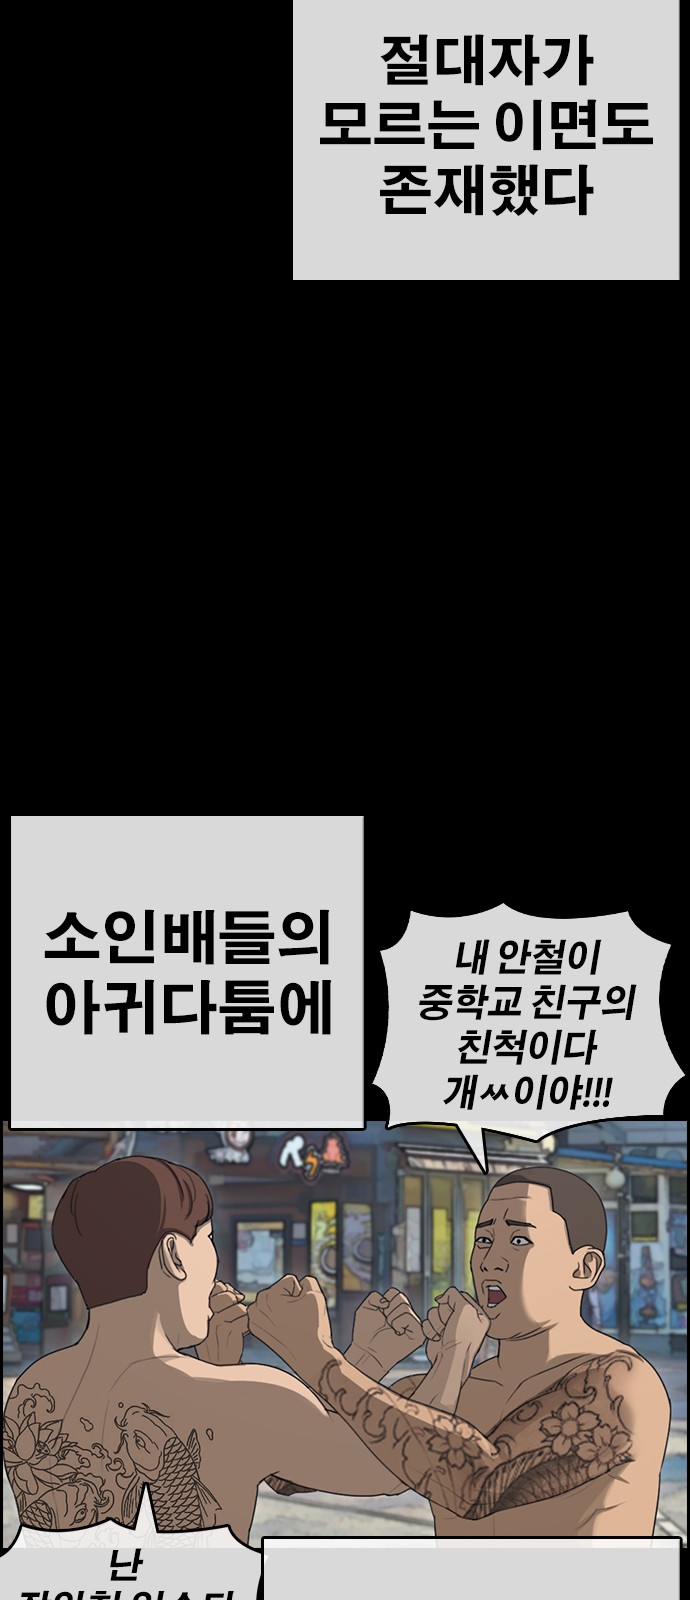 절대자가
모르는 이면도
존재했다
소인배들의
아귀다툼에
내 안철이
중학교 친구의
친척이다
개ㅆ이야!!!
난